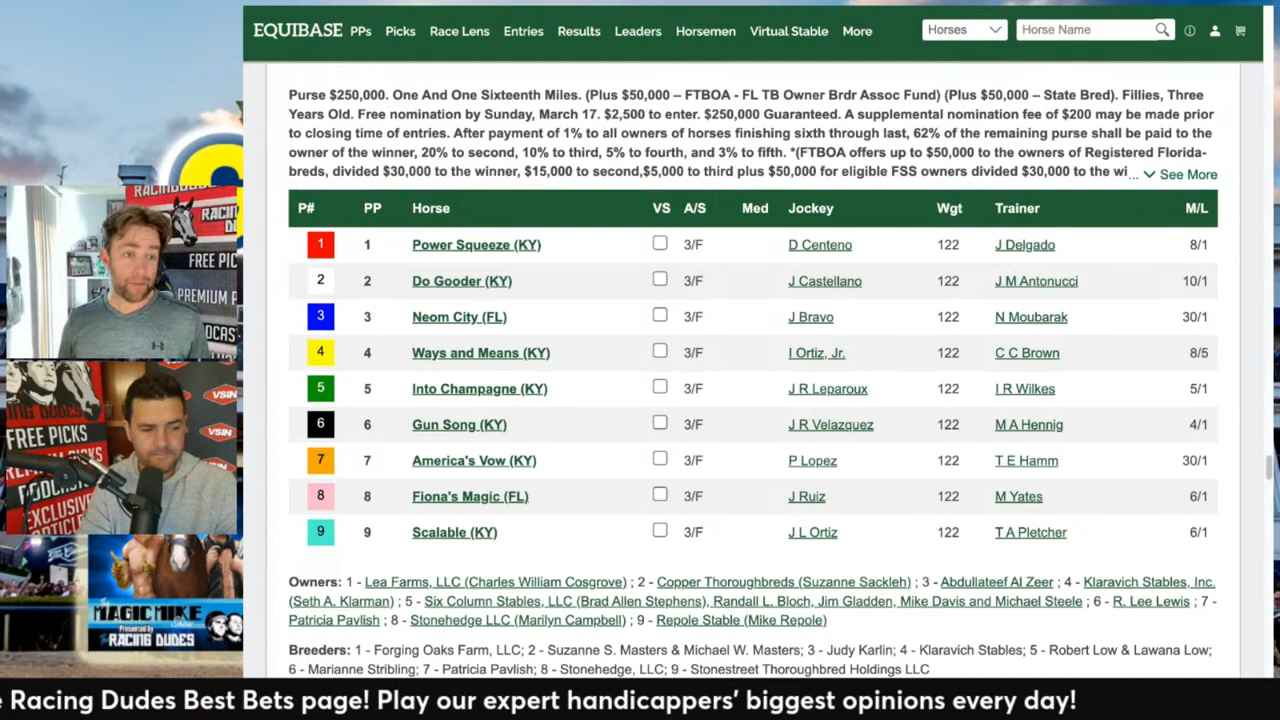 EQUIBASE PPs Picks Race Lens Entries Results Leaders Horsemen Virtual Stable More Horses Horse Name
Purse $250,000. One And One Sixteenth Miles. (Plus $50,000 – FTBOA - FL TB Owner Brdr Assoc Fund) (Plus $50,000 – State Bred). Fillies, Three
Years Old. Free nomination by Sunday, March 17. $2,500 to enter. $250,000 Guaranteed. A supplemental nomination fee of $200 may be made prior
to closing time of entries. After payment of 1% to all owners of horses finishing sixth through last, 62% of the remaining purse shall be paid to the
owner of the winner, 20% to second, 10% to third, 5% to fourth, and 3% to fifth. *(FTBOA offers up to $50,000 to the owners of Registered Florida-
breds, divided $30,000 to the winner, $15,000 to second,$5,000 to third plus $50,000 for eligible FSS owners divided $30,000 to the wi... See More
P# PP Horse VS A/S Med Jockey Wgt Trainer M/L
1 1 Power Squeeze (KY) 3/F D Centeno 122 J Delgado 8/1
2 2 Do Gooder (KY) 3/F J Castellano 122 J M Antonucci 10/1
3 3 Neom City (FL) 3/F J Bravo 122 N Moubarak 30/1
4 4 Ways and Means (KY) 3/F I Ortiz, Jr. 122 C C Brown 8/5
5 5 Into Champagne (KY) 3/F J R Leparoux 122 I R Wilkes 5/1
6 6 Gun Song (KY) 3/F J R Velazquez 122 M A Hennig 4/1
7 7 America's Vow (KY) 3/F P Lopez 122 T E Hamm 30/1
8 8 Fiona's Magic (FL) 3/F J Ruiz 122 M Yates 6/1
9 9 Scalable (KY) 3/F J L Ortiz 122 T A Pletcher 6/1
Owners: 1 - Lea Farms, LLC (Charles William Cosgrove) ; 2 - Copper Thoroughbreds (Suzanne Sackleh) ; 3 - Abdullateef Al Zeer ; 4 - Klaravich Stables, Inc.
(Seth A. Klarman) ; 5 - Six Column Stables, LLC (Brad Allen Stephens), Randall L. Bloch, Jim Gladden, Mike Davis and Michael Steele ; 6 - R. Lee Lewis ; 7 -
Patricia Pavlish ; 8 - Stonehedge LLC (Marilyn Campbell) ; 9 - Repole Stable (Mike Repole)
Breeders: 1 - Forging Oaks Farm, LLC; 2 - Suzanne S. Masters & Michael W. Masters; 3 - Judy Karlin; 4 - Klaravich Stables; 5 - Robert Low & Lawana Low;
6 - Marianne Stribling; 7 - Patricia Pavlish; 8 - Stonehedge, LLC; 9 - Stonestreet Thoroughbred Holdings LLC
FREE PICKS
PREMIUM P
VSiN
FREE PICKS
VSiN
EXCLUSIVE
THE
MAGIC MIKE
Show
Presented by
RACING DUDES
e Racing Dudes Best Bets page! Play our expert handicappers' biggest opinions every day!